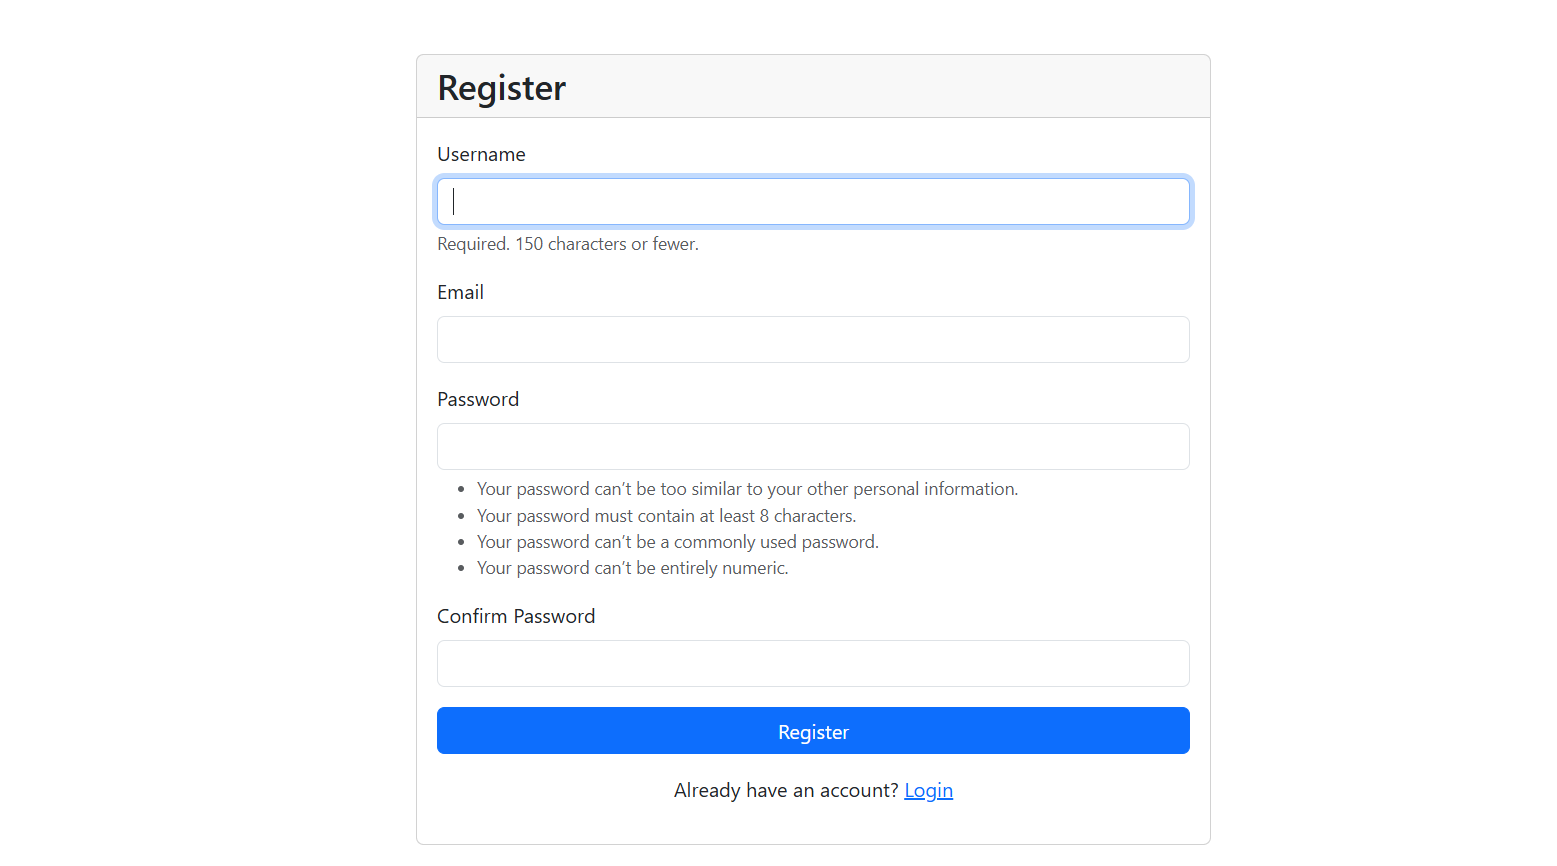 Register
Username
Required. 150 characters or fewer.
Email
Password
Your password can’t be too similar to your other personal information.
Your password must contain at least 8 characters.
Your password can’t be a commonly used password.
Your password can’t be entirely numeric.
Confirm Password
Register
Already have an account? Login